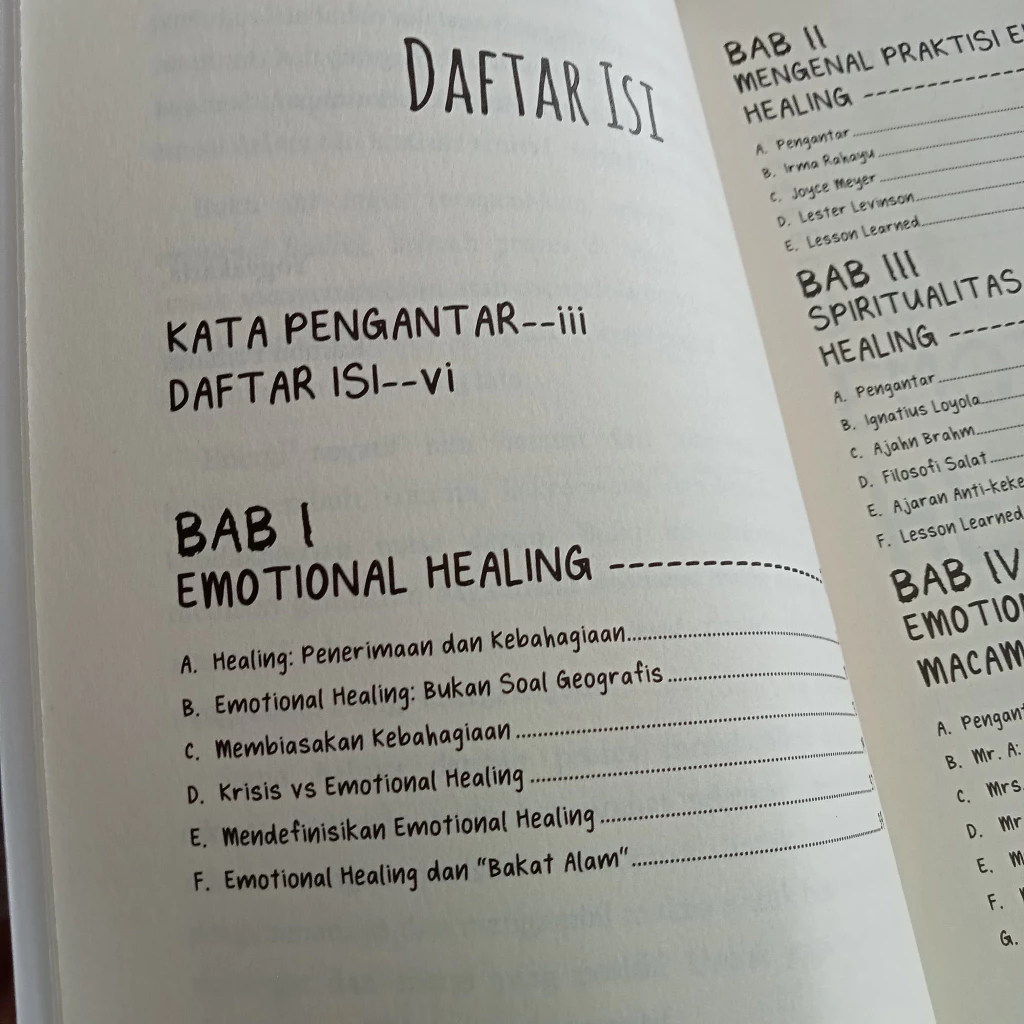 DAFTAR ISI
KATA PENGANTAR--iii
DAFTAR ISI--vi
BAB I
EMOTIONAL HEALING ------------
A. Healing: Penerimaan dan Kebahagiaan....................
B. Emotional Healing: Bukan Soal Geografis....................
C. Membiasakan Kebahagiaan....................
D. Krisis vs Emotional Healing....................
E. Mendefinisikan Emotional Healing....................
F. Emotional Healing dan "Bakat Alam"....................
BAB II
MENGENAL PRAKTISI
HEALING ------------
A. Pengantar....................
B. Irma Rahayu....................
C. Joyce Meyer....................
D. Lester Levinson....................
E. Lesson Learned....................
BAB III
SPIRITUALITAS
HEALING --------
A. Pengantar....................
B. Ignatius Loyola..........
C. Ajahn Brahm..........
D. Filosofi Salat.......
E. Ajaran
F. Lesson Learned
BAB IV
A.
B. Mr. A:
C. Mrs.
D. Mr
E.
F.
G.